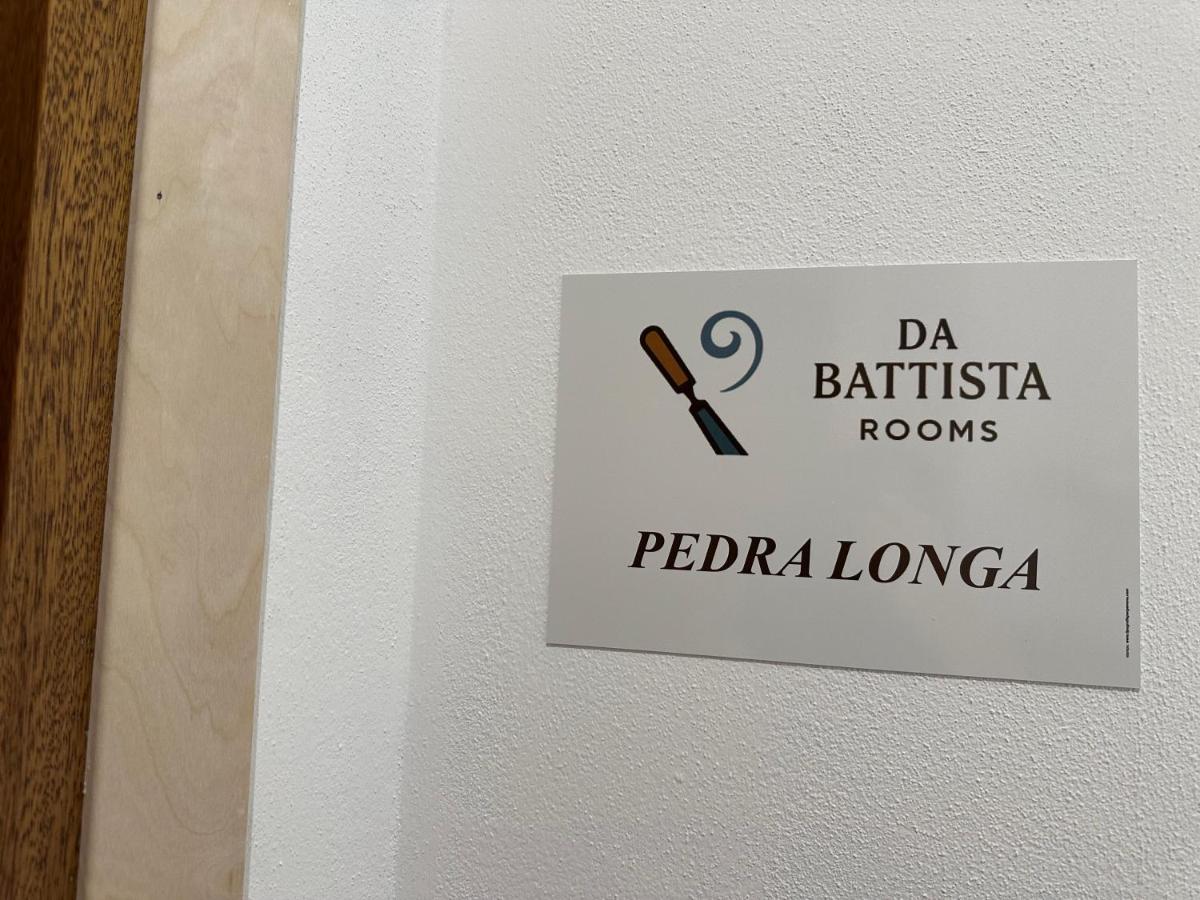 DA
BATTISTA
ROOMS
PEDRA LONGA